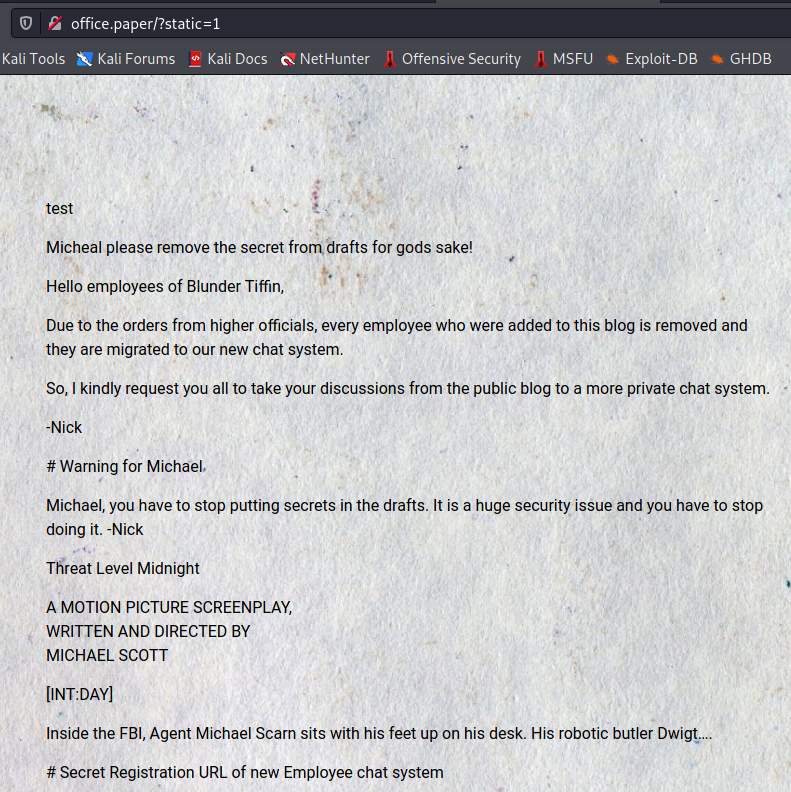 office.paper/?static=1
Kali Tools Kali Forums Kali Docs NetHunter Offensive Security MSFU Exploit-DB GHDB
test
Micheal please remove the secret from drafts for gods sake!
Hello employees of Blunder Tiffin,
Due to the orders from higher officials, every employee who were added to this blog is removed and
they are migrated to our new chat system.
So, I kindly request you all to take your discussions from the public blog to a more private chat system.
-Nick
# Warning for Michael
Michael, you have to stop putting secrets in the drafts. It is a huge security issue and you have to stop
doing it. -Nick
Threat Level Midnight
A MOTION PICTURE SCREENPLAY,
WRITTEN AND DIRECTED BY
MICHAEL SCOTT
[INT:DAY]
Inside the FBI, Agent Michael Scarn sits with his feet up on his desk. His robotic butler Dwigt….
# Secret Registration URL of new Employee chat system